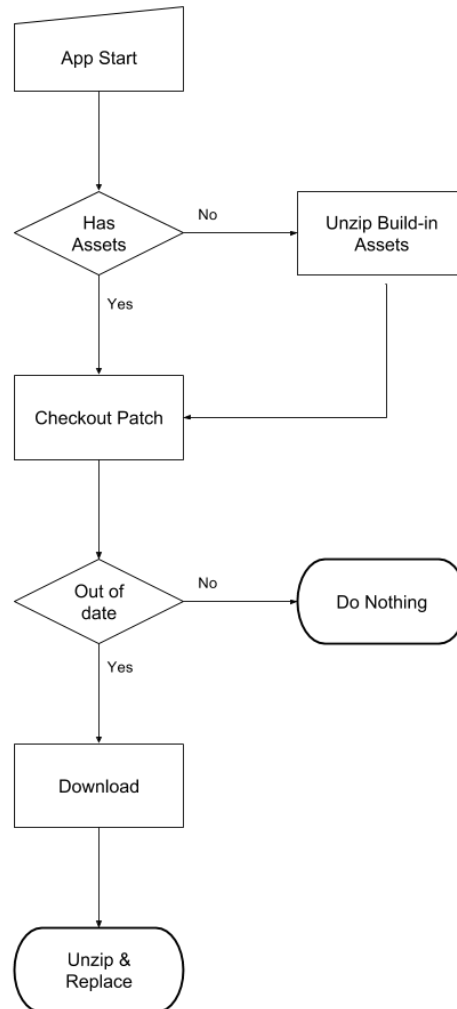 App Start
Has
Assets
No
Unzip Build-in
Assets
Yes
Checkout Patch
Out of
date
No
Do Nothing
Yes
Download
Unzip &
Replace